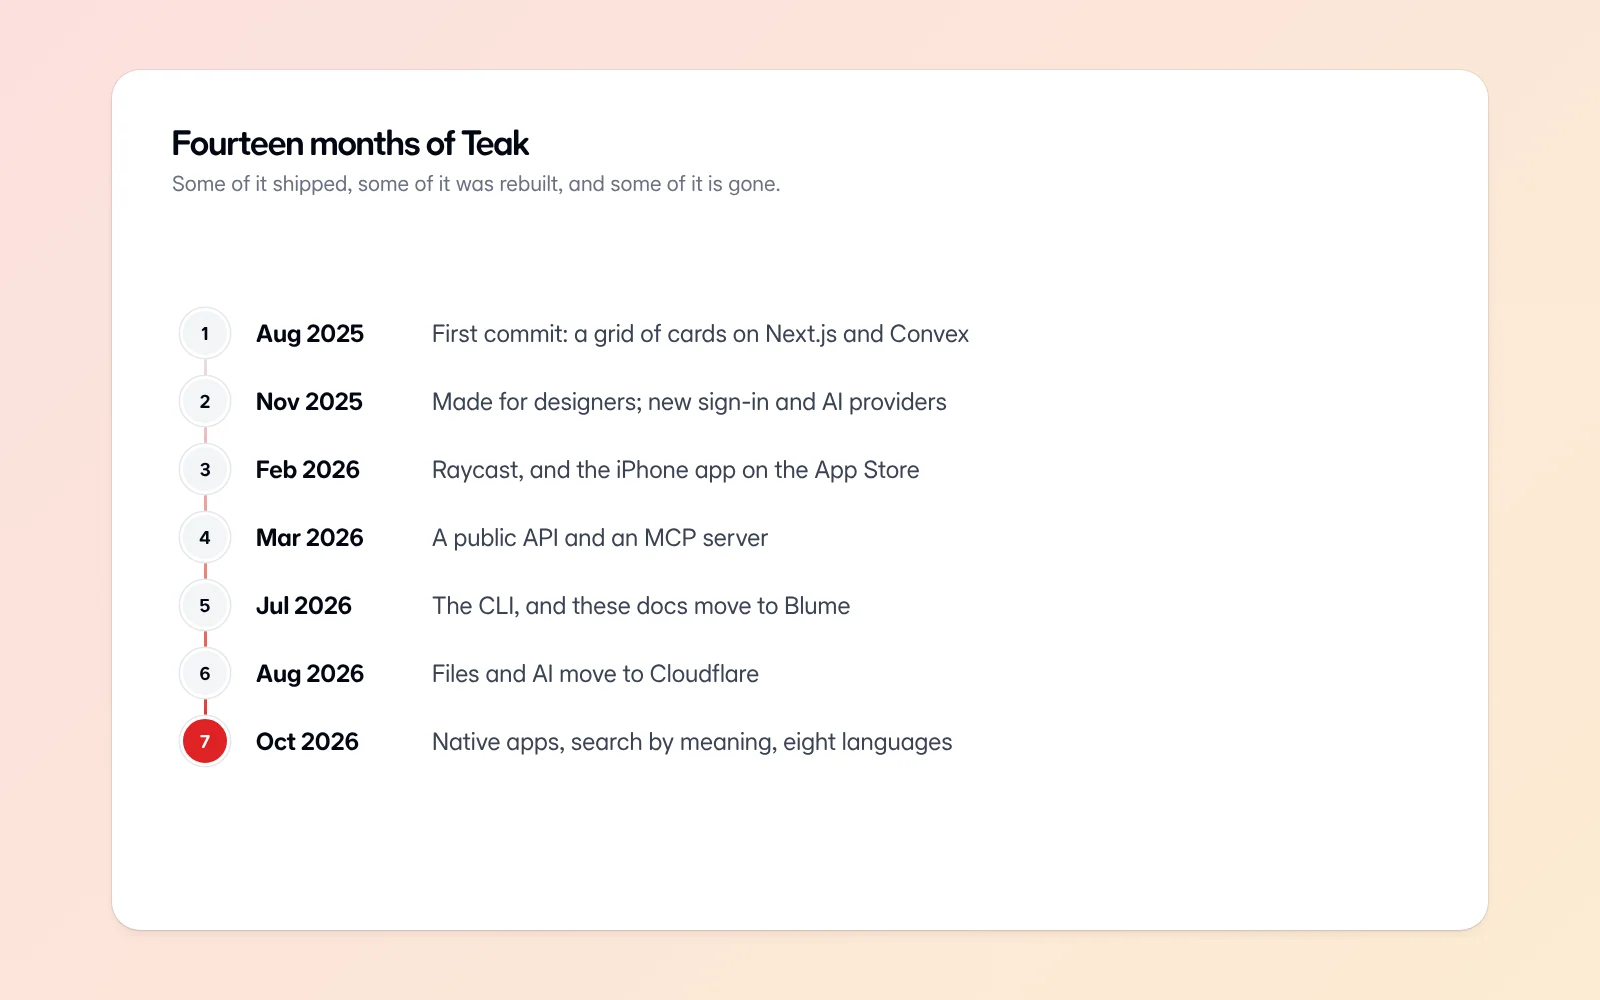 Fourteen months of Teak
Some of it shipped, some of it was rebuilt, and some of it is gone.
1 Aug 2025 First commit: a grid of cards on Next.js and Convex
2 Nov 2025 Made for designers; new sign-in and AI providers
3 Feb 2026 Raycast, and the iPhone app on the App Store
4 Mar 2026 A public API and an MCP server
5 Jul 2026 The CLI, and these docs move to Blume
6 Aug 2026 Files and AI move to Cloudflare
7 Oct 2026 Native apps, search by meaning, eight languages